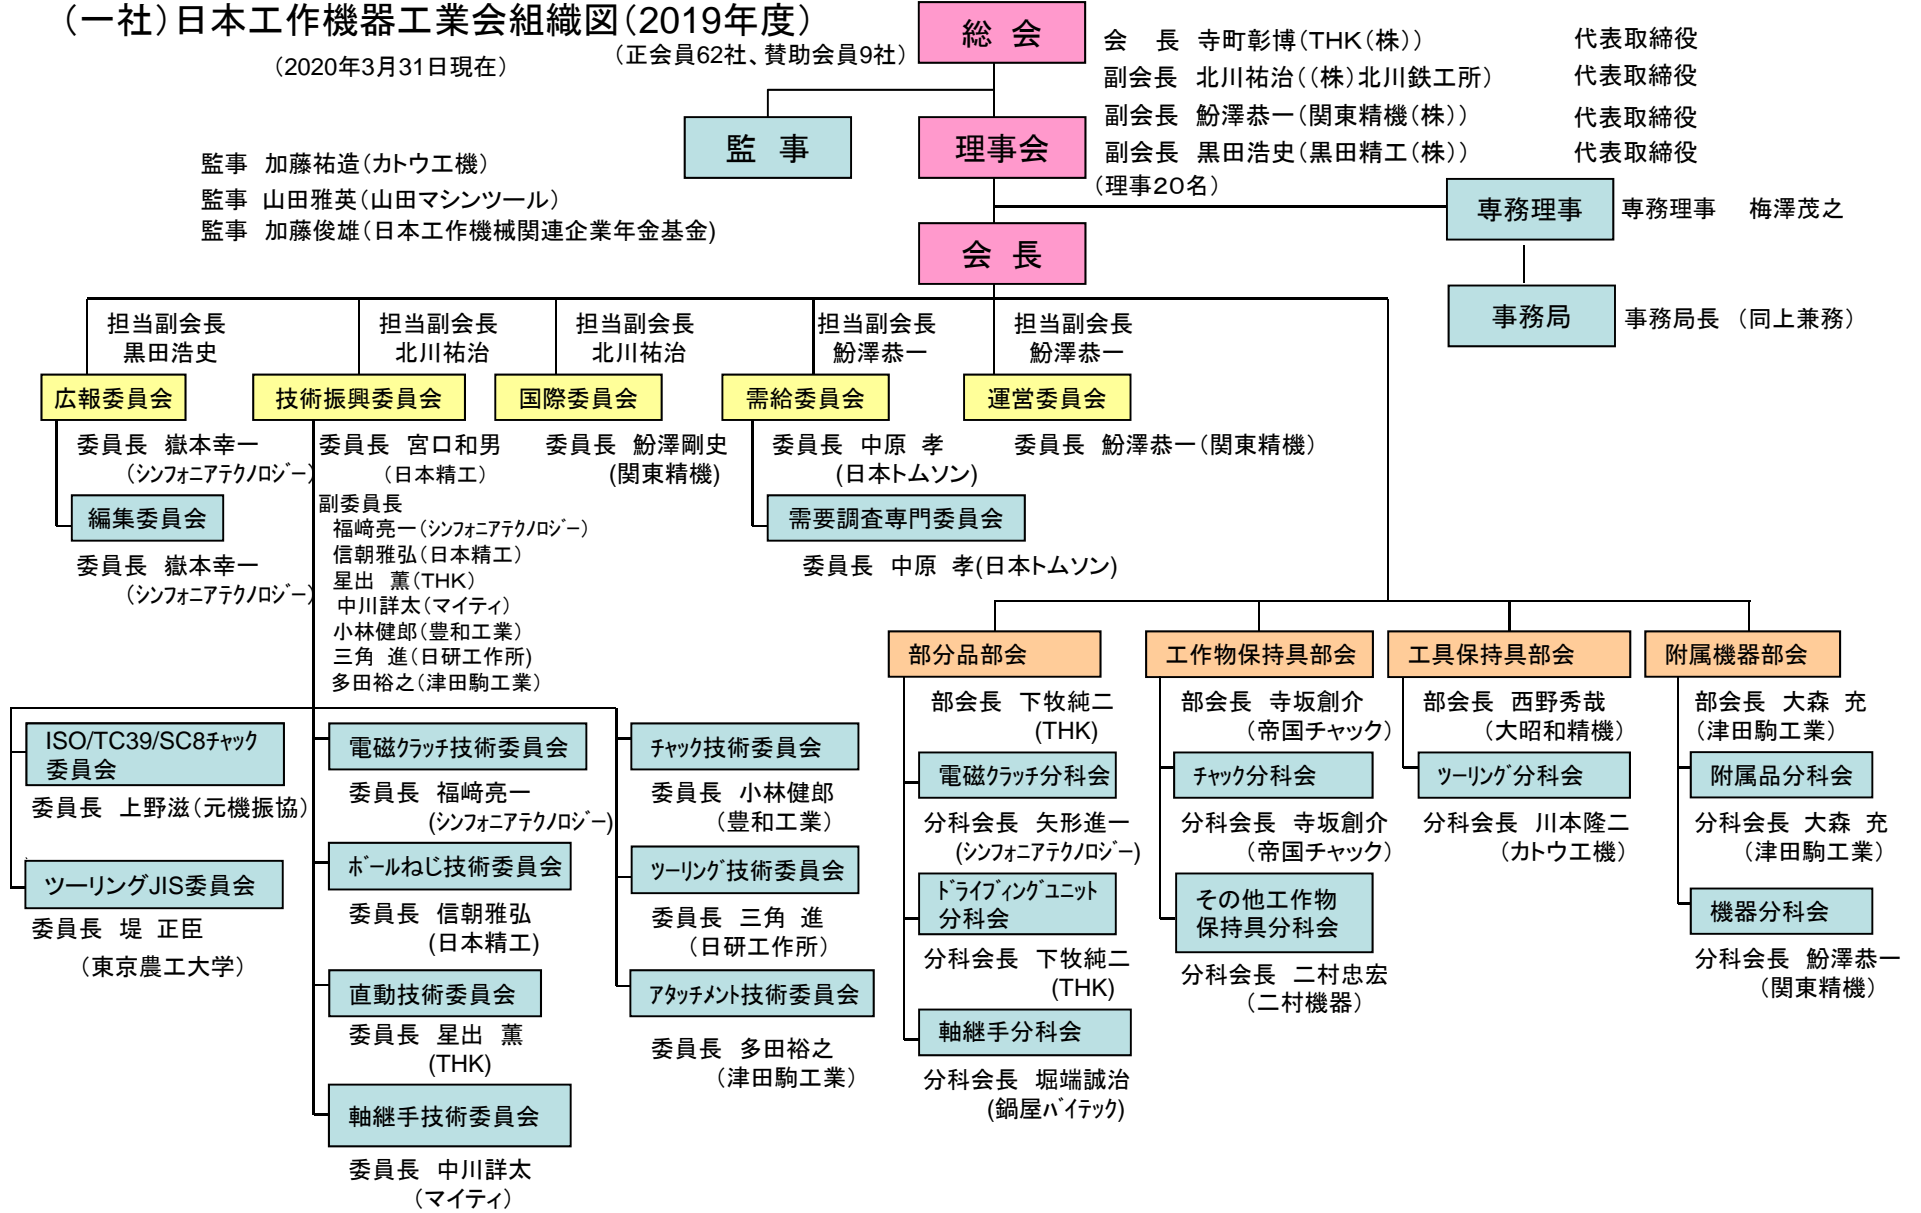 （一社）日本工作機器工業会組織図（2019年度）
（2020年3月31日現在）
（正会員62社、賛助会員9社）
総　会
会　長　寺町彰博（THK（株））　代表取締役
副会長　北川祐治（（株）北川鉄工所）　代表取締役
副会長　鈖澤恭一（関東精機（株））　代表取締役
副会長　黒田浩史（黒田精工（株））　代表取締役
（理事２０名）
監　事
理事会
監事　加藤祐造（カトウエ機）
監事　山田雅英（山田マシンツール）
監事　加藤俊雄（日本工作機械関連企業年金基金)
専務理事
専務理事　梅澤茂之
会　長
事務局
事務局長　（同上兼務）
担当副会長
黒田浩史
広報委員会
委員長　嶽本幸一
（ｼﾝﾌｫﾆｱﾃｸﾉﾛｼﾞｰ）
編集委員会
委員長　嶽本幸一
（ｼﾝﾌｫﾆｱﾃｸﾉﾛｼﾞｰ）
担当副会長
北川祐治
技術振興委員会
委員長　宮口和男
（日本精工）
副委員長
福﨑亮一（ｼﾝﾌｫﾆｱﾃｸﾉﾛｼﾞｰ）
信朝雅弘（日本精工）
星出　薫（THK）
中川詳太（マイティ）
小林健郎（豊和工業）
三角　進（日研工作所)
多田裕之（津田駒工業）
担当副会長
北川祐治
国際委員会
委員長　鈖澤剛史
(関東精機)
担当副会長
鈖澤恭一
需給委員会
委員長　中原　孝
(日本トムソン)
需要調査専門委員会
委員長　中原　孝(日本トムソン)
担当副会長
鈖澤恭一
運営委員会
委員長　鈖澤恭一（関東精機）
ISO/TC39/SC8ﾁｬｯｸ
委員会
委員長　上野滋（元機振協）
ツーリングJIS委員会
委員長　堤　正臣
（東京農工大学）
電磁ｸﾗｯﾁ技術委員会
委員長　福﨑亮一
(ｼﾝﾌｫﾆｱﾃｸﾉﾛｼﾞｰ)
ﾎﾞｰﾙねじ技術委員会
委員長　信朝雅弘
(日本精工)
直動技術委員会
委員長　星出　薫
(THK)
軸継手技術委員会
委員長　中川詳太
（マイティ）
ﾁｬｯｸ技術委員会
委員長　小林健郎
（豊和工業）
ﾂｰﾘﾝｸﾞ技術委員会
委員長　三角　進
（日研工作所）
ｱﾀｯﾁﾒﾝﾄ技術委員会
委員長　多田裕之
（津田駒工業）
部分品部会
部会長　下牧純二
(THK)
電磁ｸﾗｯﾁ分科会
分科会長　矢形進一
(ｼﾝﾌｫﾆｱﾃｸﾉﾛｼﾞｰ)
ﾄﾞﾗｲﾌﾞｨﾝｸﾞﾕﾆｯﾄ
分科会
分科会長　下牧純二
(THK)
軸継手分科会
分科会長　堀端誠治
(鍋屋ﾊﾞｲﾃｯｸ)
工作物保持具部会
部会長　寺坂創介
（帝国チャック）
ﾁｬｯｸ分科会
分科会長　寺坂創介
（帝国チャック）
その他工作物
保持具分科会
分科会長　二村忠宏
（二村機器）
工具保持具部会
部会長　西野秀哉
（大昭和精機）
ﾂｰﾘﾝｸﾞ分科会
分科会長　川本隆二
（カトウエ機）
附属機器部会
部会長　大森　充
（津田駒工業）
附属品分科会
分科会長　大森　充
（津田駒工業）
機器分科会
分科会長　鈖澤恭一
（関東精機）